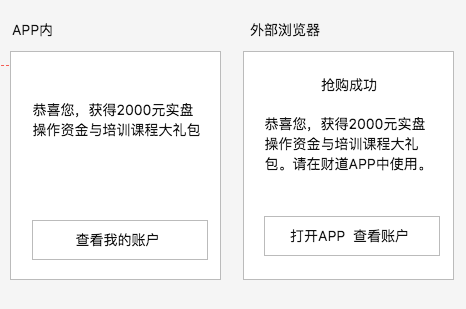 APP内
恭喜您，获得2000元实盘
操作资金与培训课程大礼包
查看我的账户
外部浏览器
抢购成功
恭喜您，获得2000元实盘
操作资金与培训课程大礼
包。请在财道APP中使用。
打开APP 查看账户